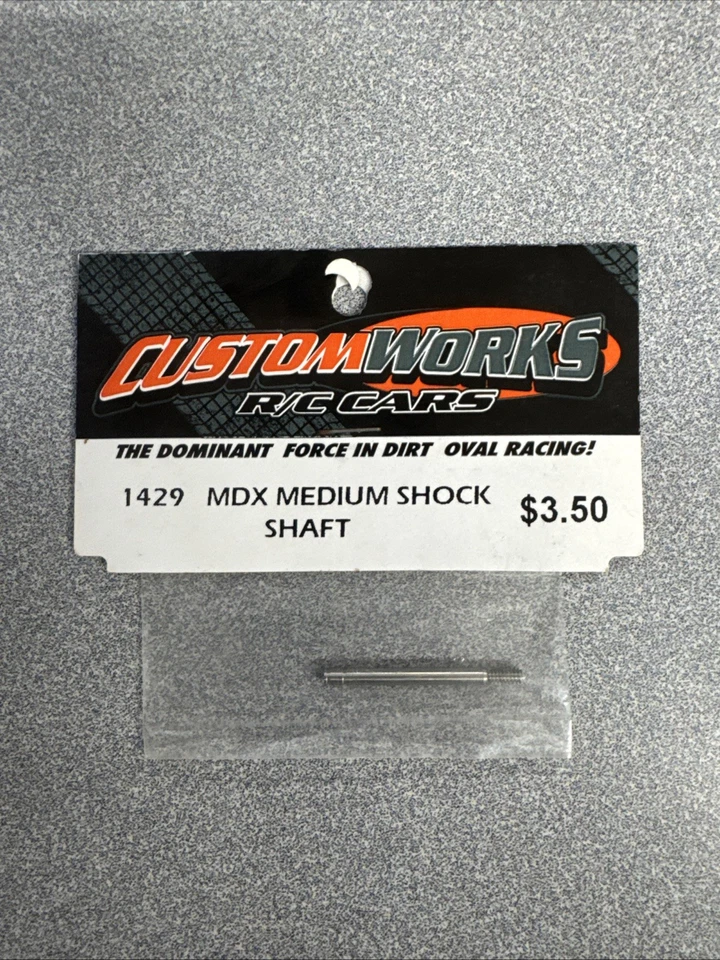 CUSTOMWORKS
R/C CARS
THE DOMINANT FORCE IN DIRT OVAL RACING!
1429 MDX MEDIUM SHOCK $3.50
SHAFT